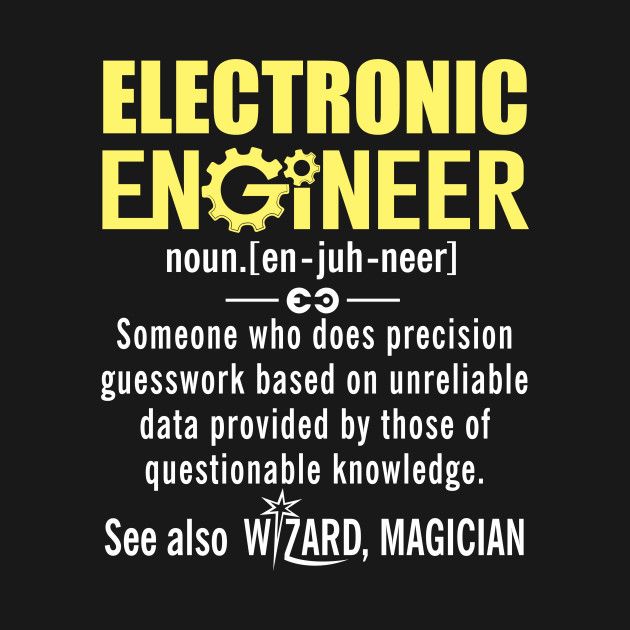 ELECTRONIC
ENGiNEER
noun.[en-juh-neer]
Someone who does precision
guesswork based on unreliable
data provided by those of
questionable knowledge.
See also WIZARD, MAGICIAN